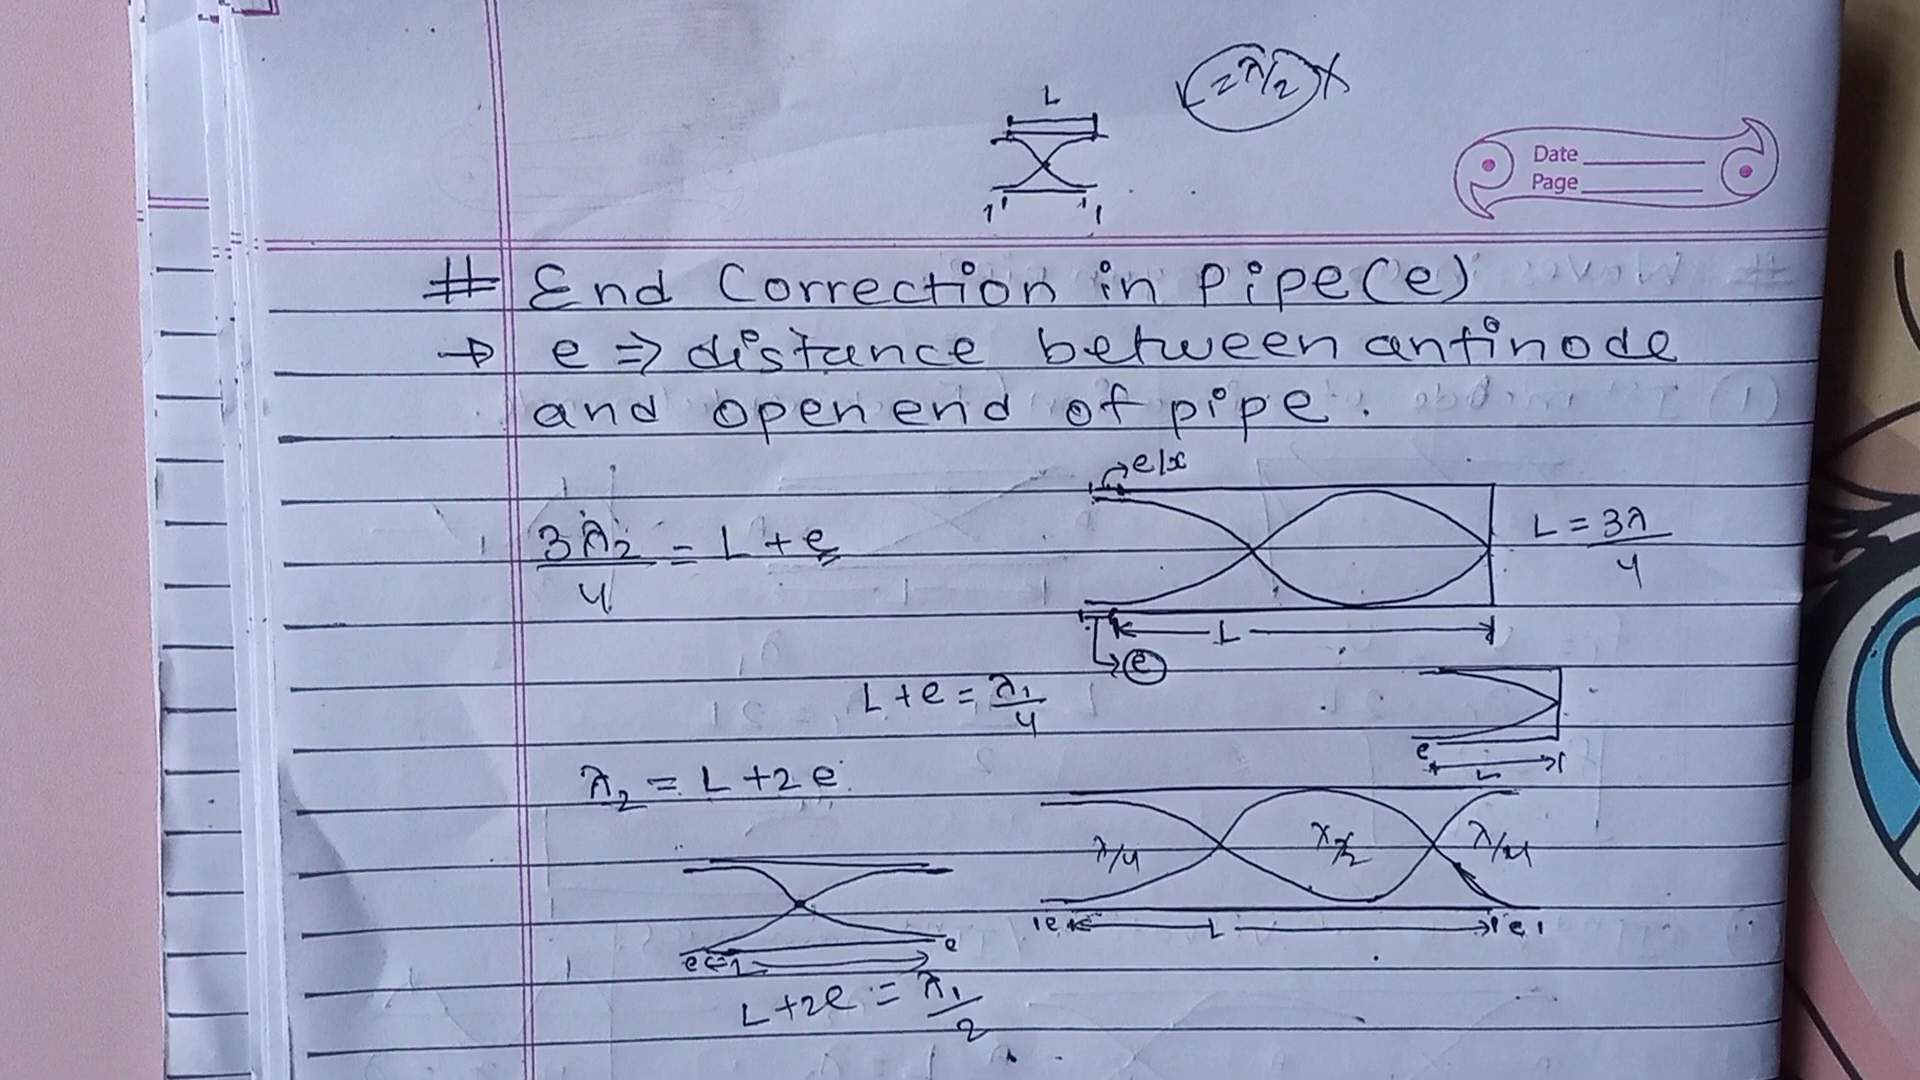 L
L = λ/2 X
Date
Page
# End Correction in Pipe(e)
→ e ⇒ distance between antinode
and open end of pipe.
e/x
3λ₂/4 = L + e
L = 3λ/4
L
e
L + e = λ₁/4
e
L
λ₂ = L + 2e
λ/4 λ/2 λ/4
e L e
e L e
L + 2e = λ₁/2